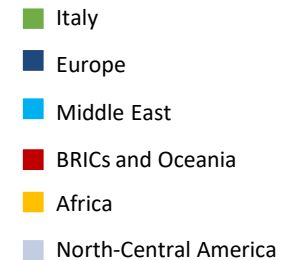 Italy
Europe
Middle East
BRICs and Oceania
Africa
North-Central America